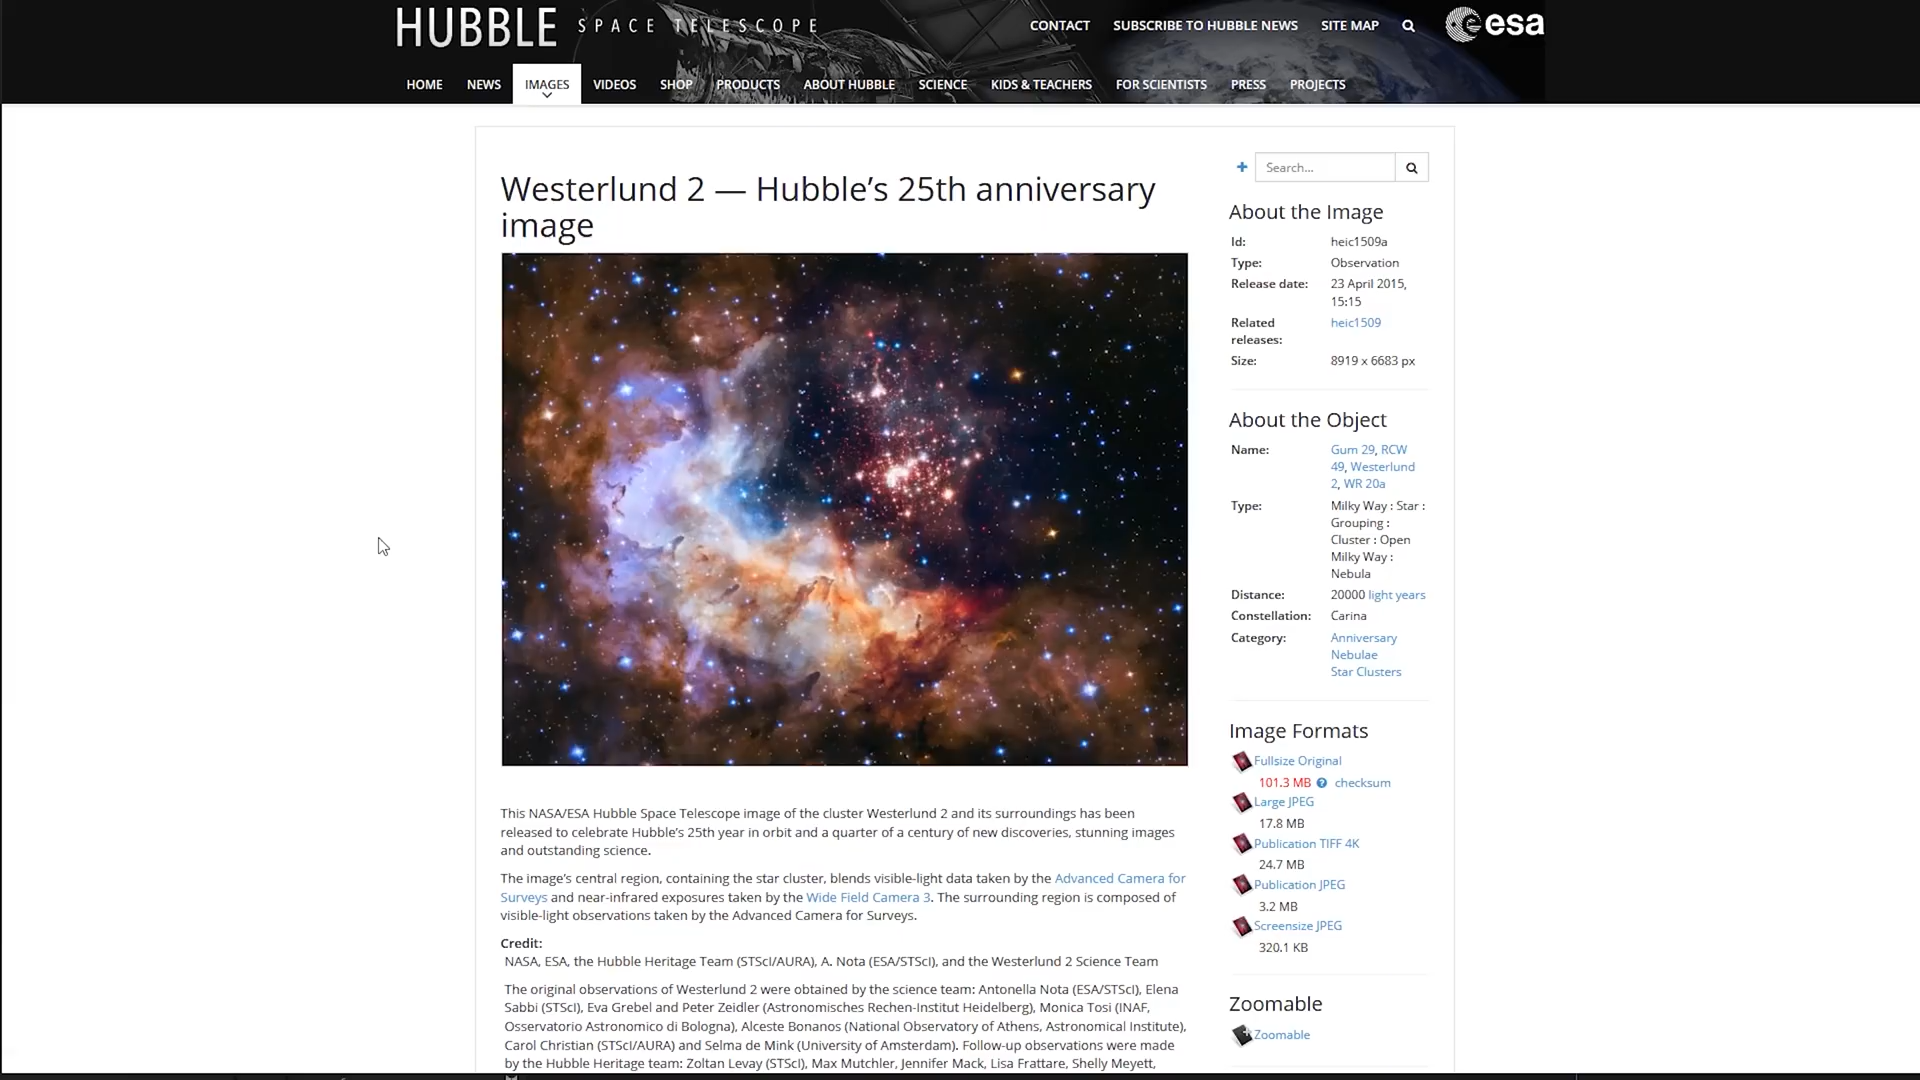 HUBBLE SPACE TELESCOPE
CONTACT SUBSCRIBE TO HUBBLE NEWS SITE MAP
esa
HOME NEWS IMAGES VIDEOS SHOP PRODUCTS ABOUT HUBBLE SCIENCE KIDS & TEACHERS FOR SCIENTISTS PRESS PROJECTS
Westerlund 2 — Hubble’s 25th anniversary
image
This NASA/ESA Hubble Space Telescope image of the cluster Westerlund 2 and its surroundings has been
released to celebrate Hubble’s 25th year in orbit and a quarter of a century of new discoveries, stunning images
and outstanding science.
The image’s central region, containing the star cluster, blends visible-light data taken by the Advanced Camera for
Surveys and near-infrared exposures taken by the Wide Field Camera 3. The surrounding region is composed of
visible-light observations taken by the Advanced Camera for Surveys.
Credit:
NASA, ESA, the Hubble Heritage Team (STScI/AURA), A. Nota (ESA/STScI), and the Westerlund 2 Science Team
The original observations of Westerlund 2 were obtained by the science team: Antonella Nota (ESA/STScI), Elena
Sabbi (STScI), Eva Grebel and Peter Zeidler (Astronomisches Rechen-Institut Heidelberg), Monica Tosi (INAF,
Osservatorio Astronomico di Bologna), Alceste Bonanos (National Observatory of Athens, Astronomical Institute),
Carol Christian (STScI/AURA) and Selma de Mink (University of Amsterdam). Follow-up observations were made
by the Hubble Heritage team: Zoltan Levay (STScI), Max Mutchler, Jennifer Mack, Lisa Frattare, Shelly Meyett,
Search...
About the Image
Id: heic1509a
Type: Observation
Release date: 23 April 2015,
15:15
Related heic1509
releases:
Size: 8919 x 6683 px
About the Object
Name: Gum 29, RCW
49, Westerlund
2, WR 20a
Type: Milky Way : Star :
Grouping :
Cluster : Open
Milky Way :
Nebula
Distance: 20000 light years
Constellation: Carina
Category: Anniversary
Nebulae
Star Clusters
Image Formats
Fullsize Original
101.3 MB ? checksum
Large JPEG
17.8 MB
Publication TIFF 4K
24.7 MB
Publication JPEG
3.2 MB
Screensize JPEG
320.1 KB
Zoomable
Zoomable